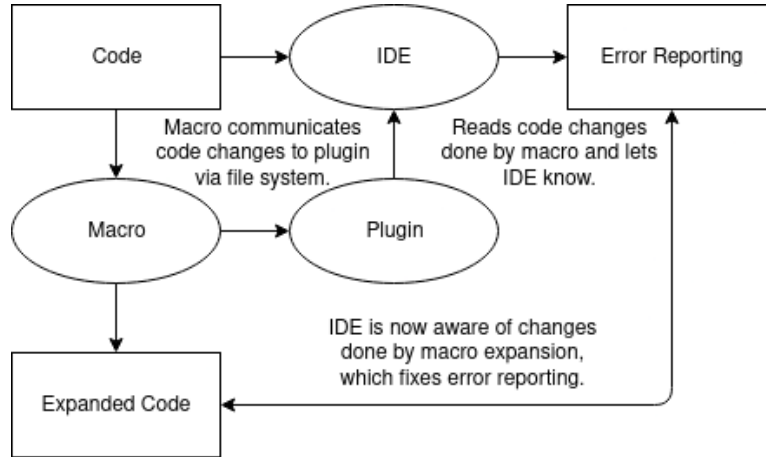 Code
IDE
Error Reporting
Macro communicates
code changes to plugin
via file system.
Reads code changes
done by macro and lets
IDE know.
Macro
Plugin
IDE is now aware of changes
done by macro expansion,
which fixes error reporting.
Expanded Code